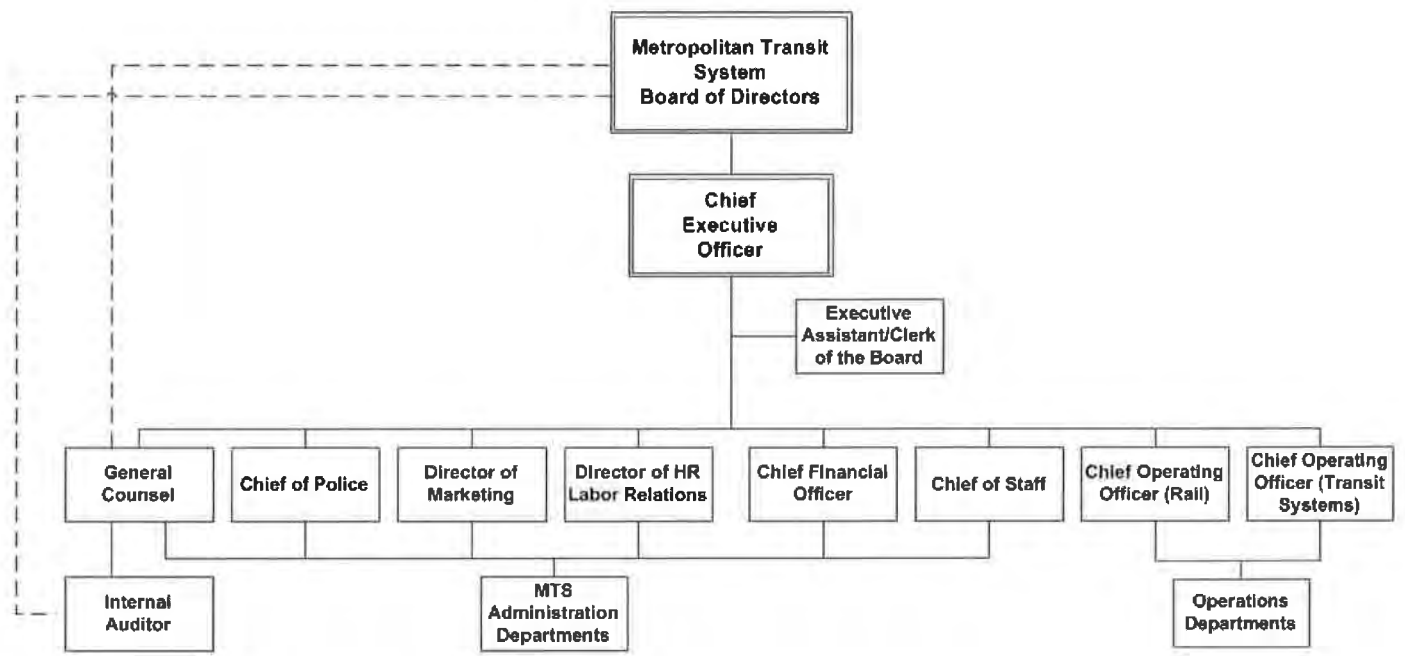 Metropolitan Transit
System
Board of Directors
Chief
Executive
Officer
Executive
Assistant/Clerk
of the Board
General
Counsel
Chief of Police
Director of
Marketing
Director of HR
Labor Relations
Chief Financial
Officer
Chief of Staff
Chief Operating
Officer (Rail)
Chief Operating
Officer (Transit
Systems)
Internal
Auditor
MTS
Administration
Departments
Operations
Departments